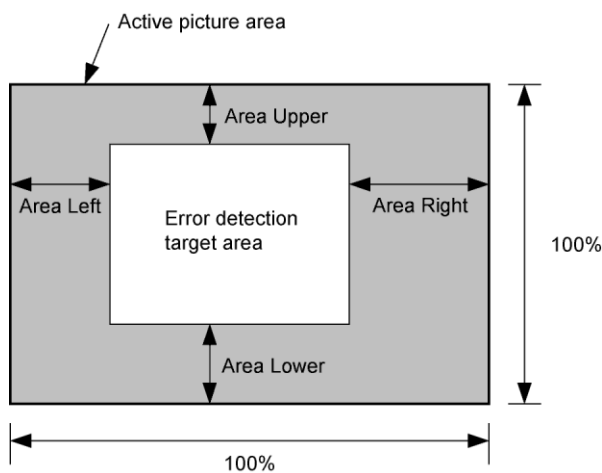 Active picture area
Area Upper
Area Left
Area Right
Error detection
target area
100%
Area Lower
100%